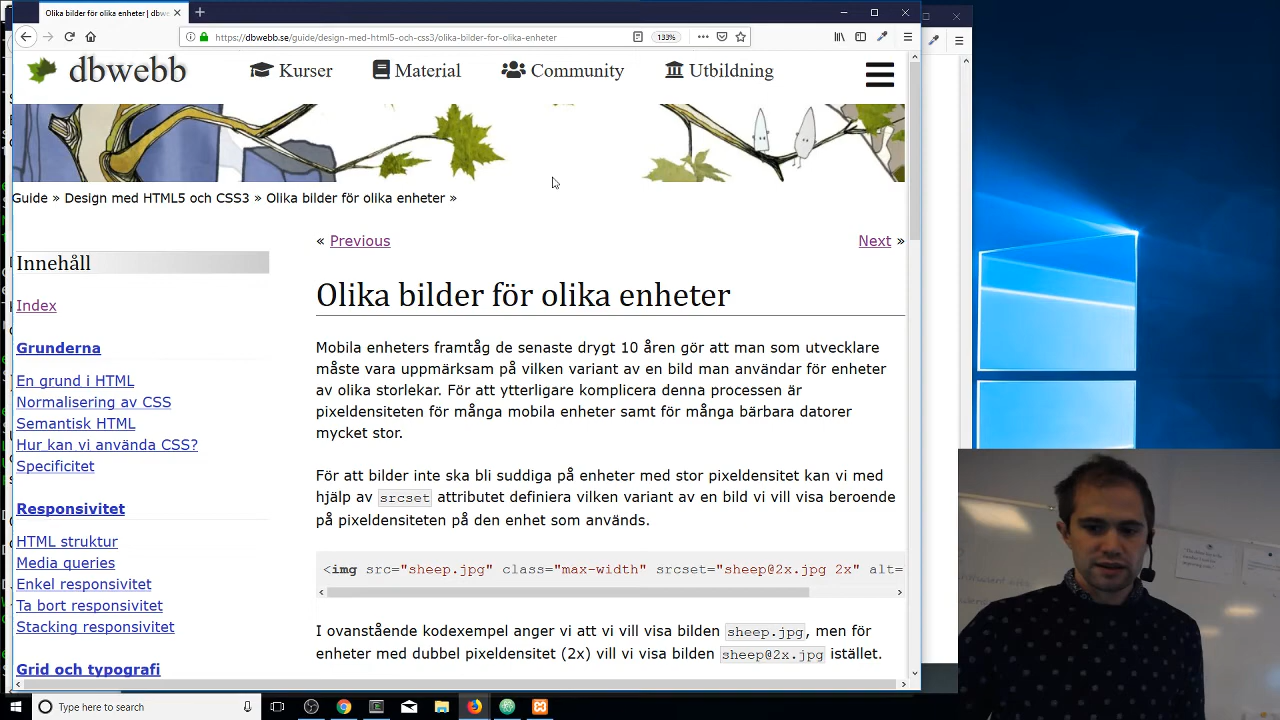 Olika bilder för olika enheter | dbwe
https://dbwebb.se/guide/design-med-html5-och-css3/olika-bilder-for-olika-enheter
133%
dbwebb
Kurser
Material
Community
Utbildning
Guide » Design med HTML5 och CSS3 » Olika bilder för olika enheter »
« Previous
Next »
Innehåll
Index
Grunderna
En grund i HTML
Normalisering av CSS
Semantisk HTML
Hur kan vi använda CSS?
Specificitet
Responsivitet
HTML struktur
Media queries
Enkel responsivitet
Ta bort responsivitet
Stacking responsivitet
Grid och typografi
Olika bilder för olika enheter
Mobila enheters framtåg de senaste drygt 10 åren gör att man som utvecklare
måste vara uppmärksam på vilken variant av en bild man användar för enheter
av olika storlekar. För att ytterligare komplicera denna processen är
pixeldensiteten för många mobila enheter samt för många bärbara datorer
mycket stor.
För att bilder inte ska bli suddiga på enheter med stor pixeldensitet kan vi med
hjälp av srcset attributet definiera vilken variant av en bild vi vill visa beroende
på pixeldensiteten på den enhet som används.
<img src="sheep.jpg" class="max-width" srcset="sheep@2x.jpg 2x" alt=
I ovanstående kodexempel anger vi att vi vill visa bilden sheep.jpg, men för
enheter med dubbel pixeldensitet (2x) vill vi visa bilden sheep@2x.jpg istället.
Type here to search